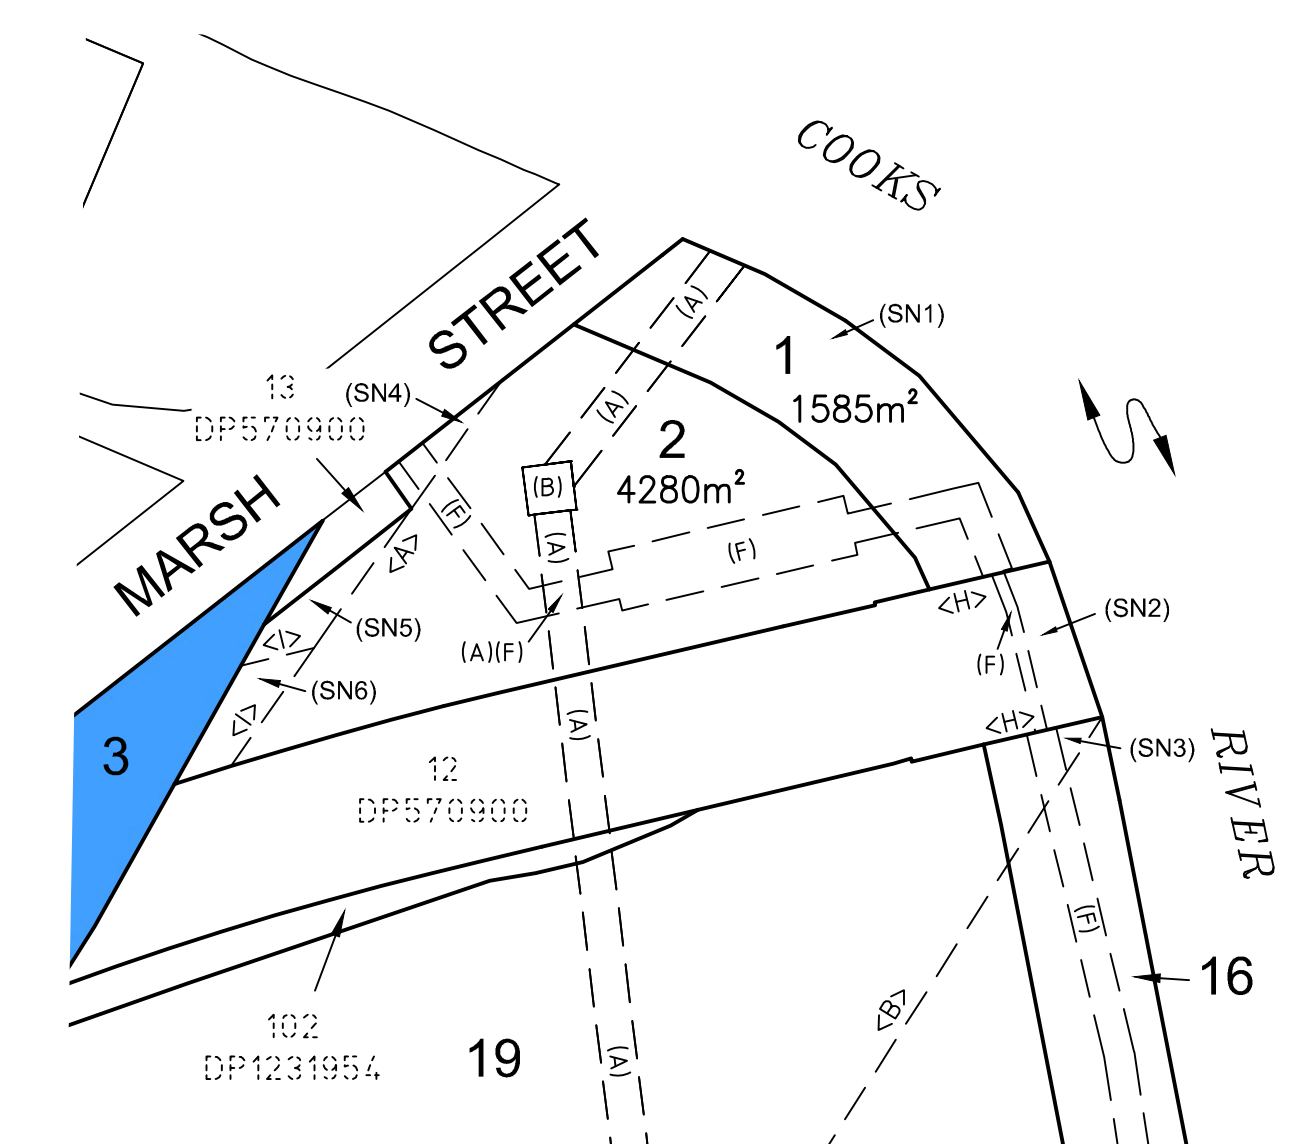 COOKS
STREET
(A)
(SN1)
1
1585m²
13
DP570900
(SN4)
(A)
2
4280m²
MARSH
(B)
(F)
(A)
<A>
(F)
<H>
(SN2)
(SN5)
<I>
(A)(F)
(F)
(SN6)
<I>
(A)
<H>
(SN3)
RIVER
3
12
DP570900
(F)
16
102
DP1231954
19
<B>
(A)